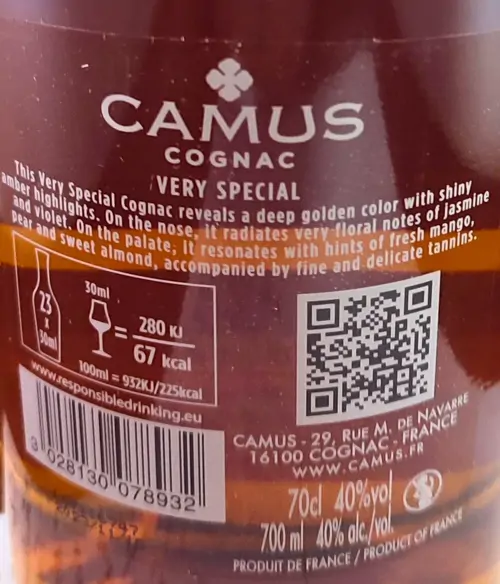 CAMUS
COGNAC
VERY SPECIAL
This Very Special Cognac reveals a deep golden color with shiny
amber highlights. On the nose, it radiates very floral notes of jasmine
and violet. On the palate, it resonates with hints of fresh mango,
pear and sweet almond, accompanied by fine and delicate tannins.
23
x
30ml
30ml
= 280 KJ
67 kcal
100ml = 932KJ/225kcal
www.responsibledrinking.eu
3 028130 078932
CAMUS - 29, RUE M. DE NAVARRE
16100 COGNAC - FRANCE
WWW.CAMUS.FR
70cl 40%vol
700 ml 40% alc./vol.
PRODUIT DE FRANCE / PRODUCT OF FRANCE